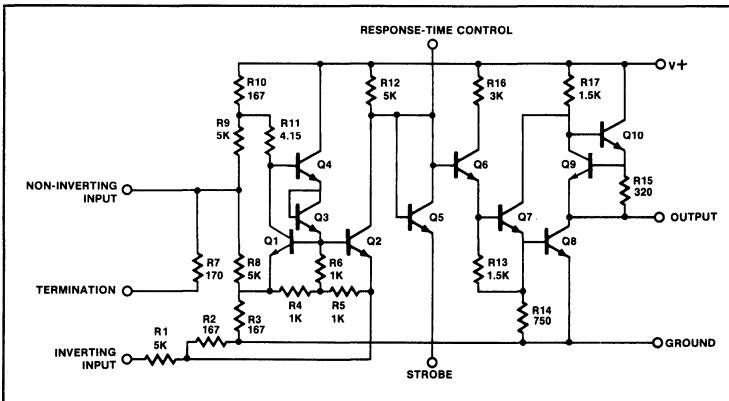 RESPONSE-TIME CONTROL
V+
R10
167
R12
5K
R16
3K
R17
1.5K
R9
5K
R11
4.15
Q4
Q10
Q6
Q9
NON-INVERTING
INPUT
Q3
R15
320
Q5
Q7
OUTPUT
Q1
Q2
Q8
R7
170
R8
5K
R6
1K
R13
1.5K
TERMINATION
R4
1K
R5
1K
R14
750
R2
167
R3
167
R1
5K
GROUND
INVERTING
INPUT
STROBE